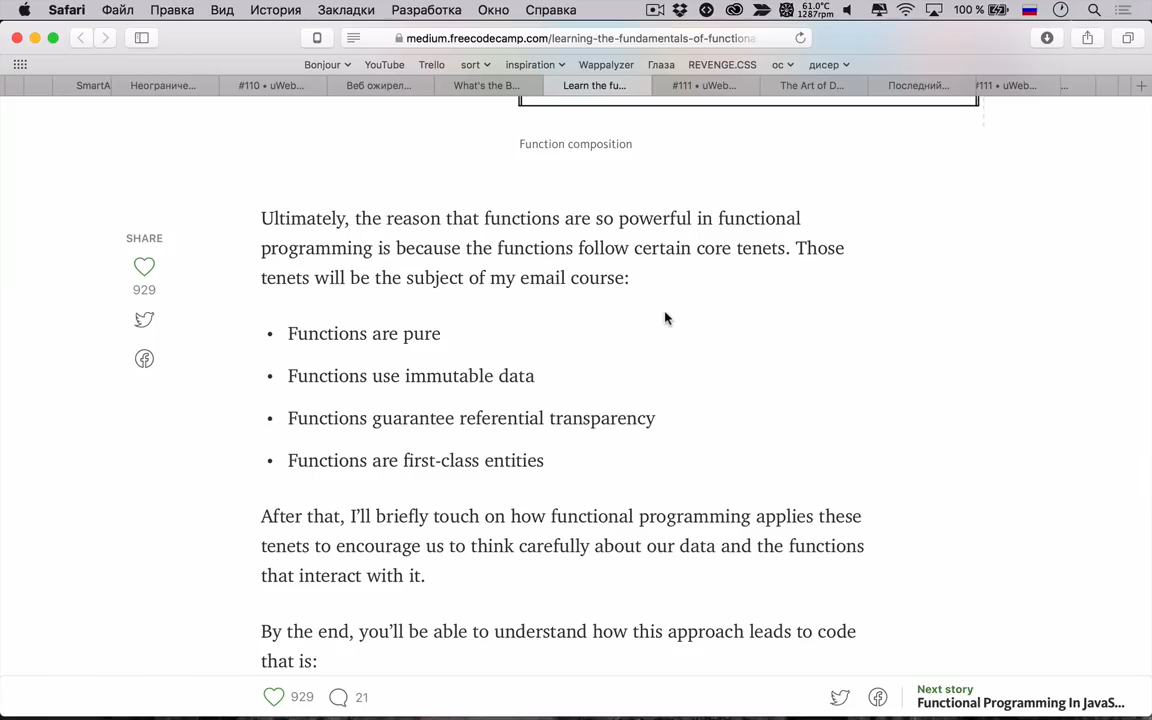 Safari Файл Правка Вид История Закладки Разработка Окно Справка 61.0°C 1287rpm 100 %
medium.freecodecamp.com/learning-the-fundamentals-of-functiona
Bonjour YouTube Trello sort inspiration Wappalyzer Глаза REVENGE.CSS ос дисер
SmartA Неограниче... #110 • uWeb... Веб ожирел... What's the B... Learn the fu... #111 • uWeb... The Art of D... Последний... #111 • uWeb... ...
Function composition
Ultimately, the reason that functions are so powerful in functional
programming is because the functions follow certain core tenets. Those
tenets will be the subject of my email course:
SHARE
929
• Functions are pure
• Functions use immutable data
• Functions guarantee referential transparency
• Functions are first-class entities
After that, I’ll briefly touch on how functional programming applies these
tenets to encourage us to think carefully about our data and the functions
that interact with it.
By the end, you’ll be able to understand how this approach leads to code
that is:
929 21
Next story
Functional Programming In JavaS...